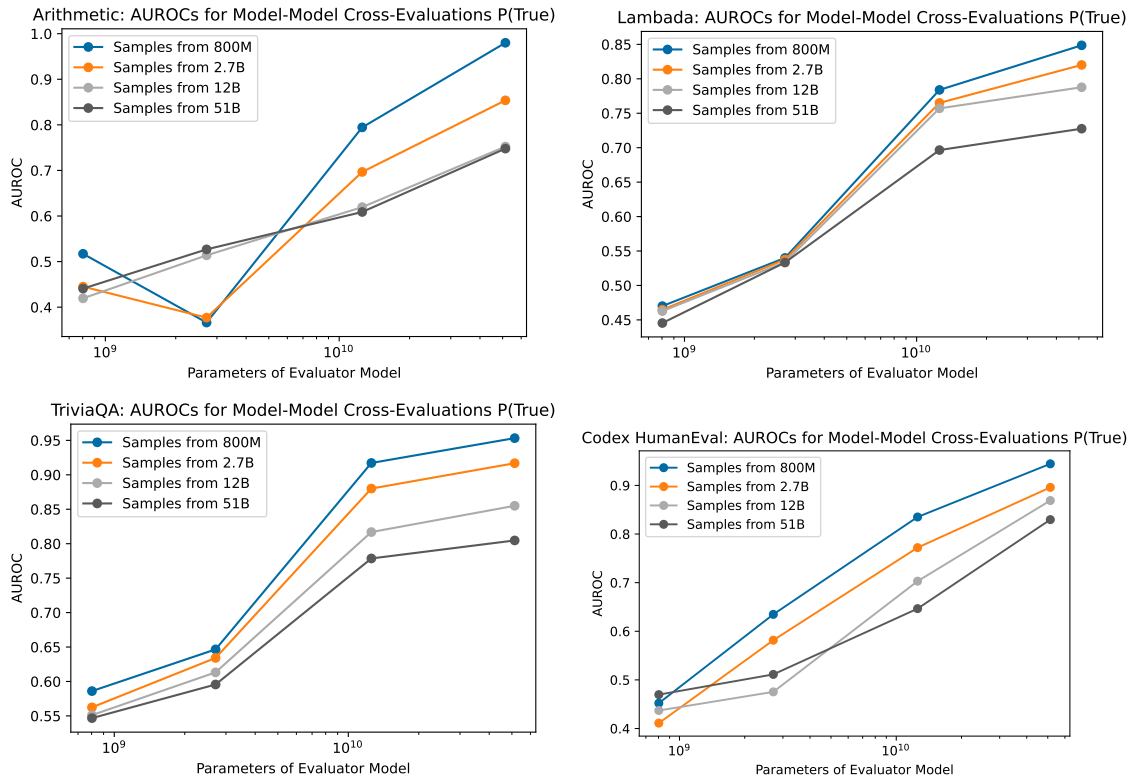 Arithmetic: AUROCs for Model-Model Cross-Evaluations P(True)
Samples from 800M
Samples from 2.7B
Samples from 12B
Samples from 51B
1.0
0.9
0.8
0.7
0.6
0.5
0.4
AUROC
10^9
10^10
Parameters of Evaluator Model
Lambada: AUROCs for Model-Model Cross-Evaluations P(True)
Samples from 800M
Samples from 2.7B
Samples from 12B
Samples from 51B
0.85
0.80
0.75
0.70
0.65
0.60
0.55
0.50
0.45
AUROC
10^9
10^10
Parameters of Evaluator Model
TriviaQA: AUROCs for Model-Model Cross-Evaluations P(True)
Samples from 800M
Samples from 2.7B
Samples from 12B
Samples from 51B
0.95
0.90
0.85
0.80
0.75
0.70
0.65
0.60
0.55
AUROC
10^9
10^10
Parameters of Evaluator Model
Codex HumanEval: AUROCs for Model-Model Cross-Evaluations P(True)
Samples from 800M
Samples from 2.7B
Samples from 12B
Samples from 51B
0.9
0.8
0.7
0.6
0.5
0.4
AUROC
10^9
10^10
Parameters of Evaluator Model